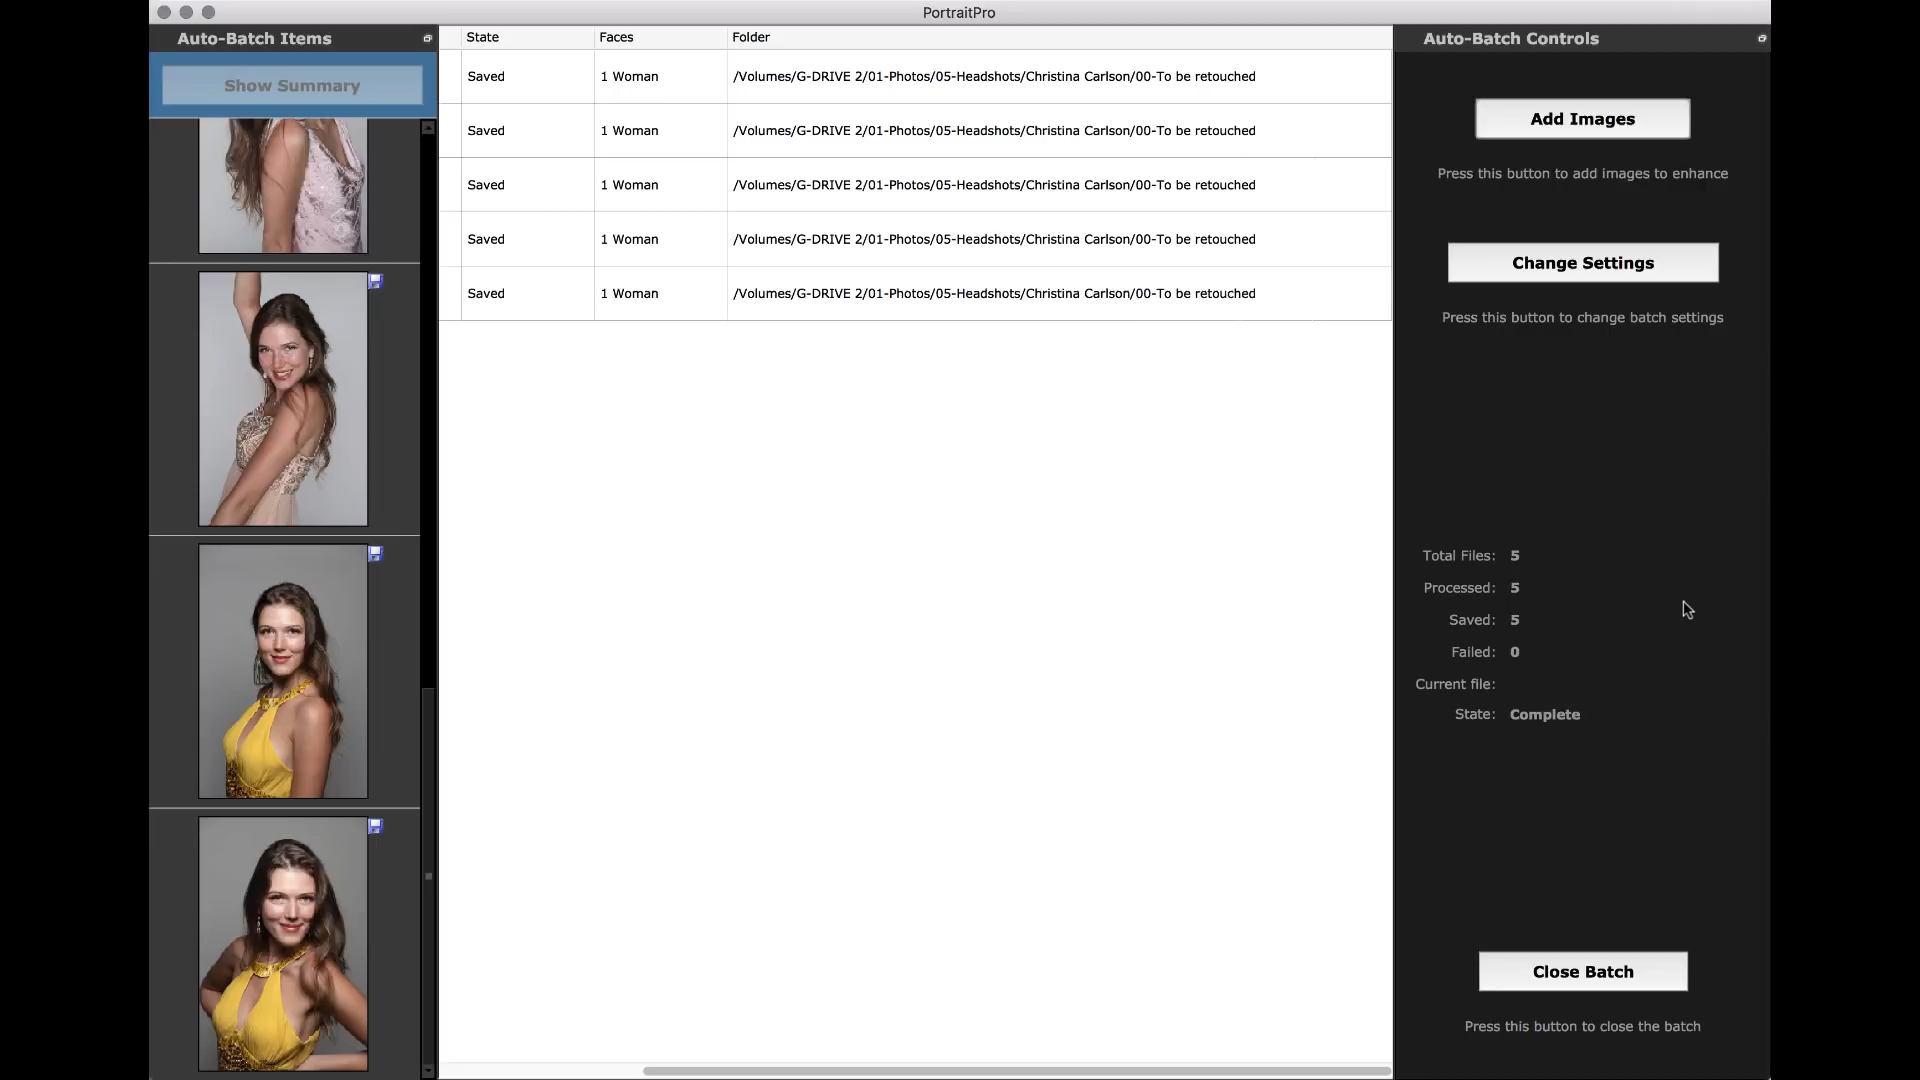 PortraitPro
Auto-Batch Items
Show Summary
State Faces Folder
Saved 1 Woman /Volumes/G-DRIVE 2/01-Photos/05-Headshots/Christina Carlson/00-To be retouched
Saved 1 Woman /Volumes/G-DRIVE 2/01-Photos/05-Headshots/Christina Carlson/00-To be retouched
Saved 1 Woman /Volumes/G-DRIVE 2/01-Photos/05-Headshots/Christina Carlson/00-To be retouched
Saved 1 Woman /Volumes/G-DRIVE 2/01-Photos/05-Headshots/Christina Carlson/00-To be retouched
Saved 1 Woman /Volumes/G-DRIVE 2/01-Photos/05-Headshots/Christina Carlson/00-To be retouched
Auto-Batch Controls
Add Images
Press this button to add images to enhance
Change Settings
Press this button to change batch settings
Total Files: 5
Processed: 5
Saved: 5
Failed: 0
Current file:
State: Complete
Close Batch
Press this button to close the batch